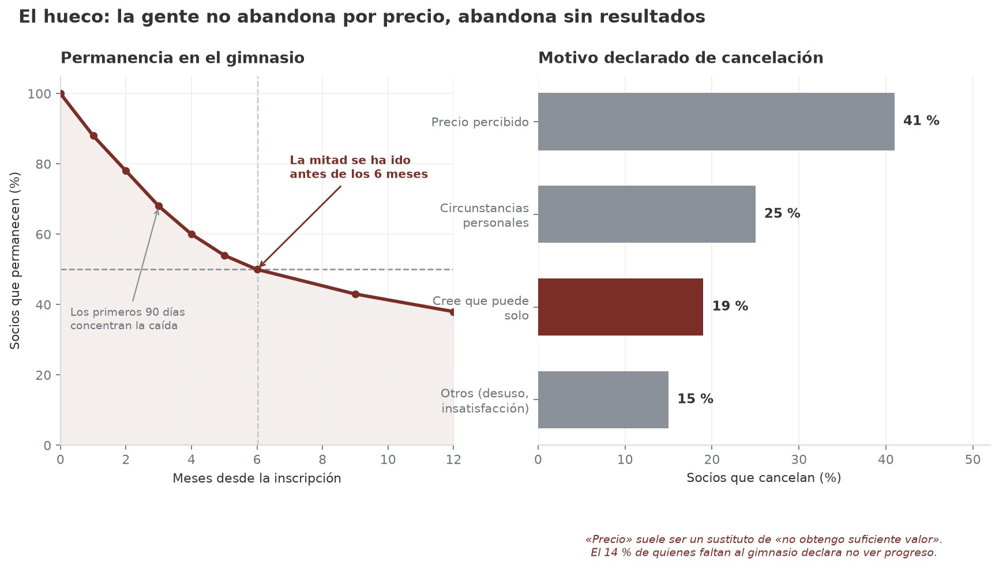 El hueco: la gente no abandona por precio, abandona sin resultados
Permanencia en el gimnasio
Socios que permanecen (%)
100
80
60
40
20
0
La mitad se ha ido
antes de los 6 meses
Los primeros 90 días
concentran la caída
0 2 4 6 8 10 12
Meses desde la inscripción
Motivo declarado de cancelación
Precio percibido
41 %
Circunstancias
personales
25 %
Cree que puede
solo
19 %
Otros (desuso,
insatisfacción)
15 %
0 10 20 30 40 50
Socios que cancelan (%)
«Precio» suele ser un sustituto de «no obtengo suficiente valor».
El 14 % de quienes faltan al gimnasio declara no ver progreso.